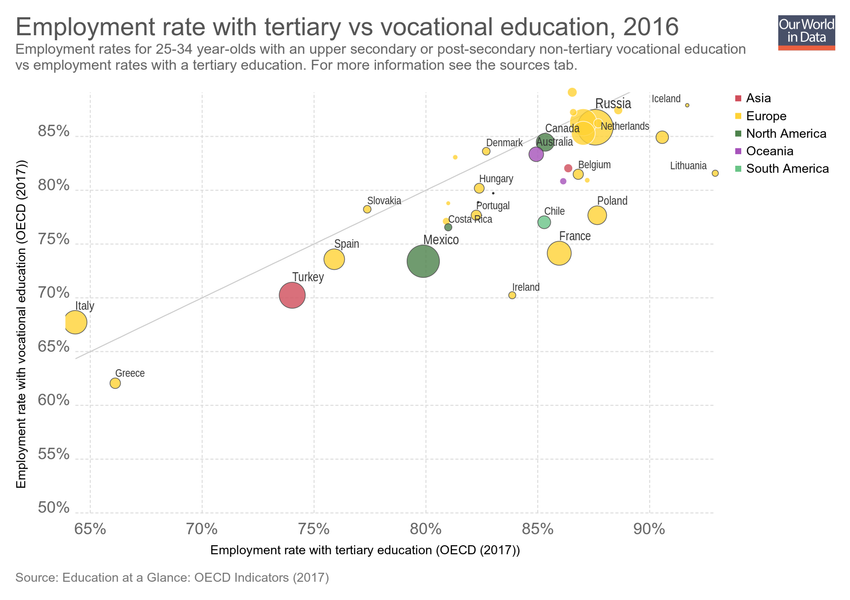 Employment rate with tertiary vs vocational education, 2016
Our World
in Data
Employment rates for 25-34 year-olds with an upper secondary or post-secondary non-tertiary vocational education
vs employment rates with a tertiary education. For more information see the sources tab.
Asia
Europe
North America
Oceania
South America
Employment rate with vocational education (OECD (2017))
85%
80%
75%
70%
65%
60%
55%
50%
Russia
Iceland
Canada
Netherlands
Australia
Denmark
Belgium
Lithuania
Hungary
Slovakia
Portugal
Poland
Chile
Costa Rica
Mexico
France
Spain
Turkey
Ireland
Italy
Greece
65%
70%
75%
80%
85%
90%
Employment rate with tertiary education (OECD (2017))
Source: Education at a Glance: OECD Indicators (2017)